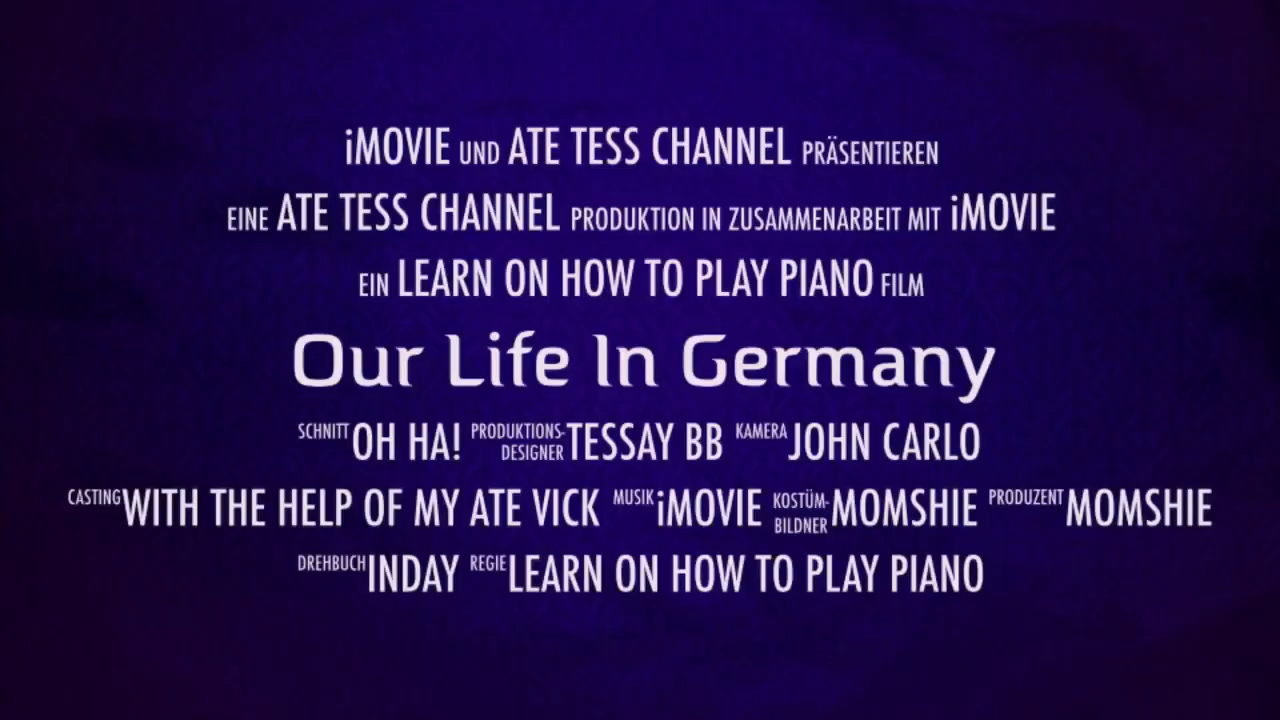 iMOVIE UND ATE TESS CHANNEL PRÄSENTIEREN
EINE ATE TESS CHANNEL PRODUKTION IN ZUSAMMENARBEIT MIT iMOVIE
EIN LEARN ON HOW TO PLAY PIANO FILM
Our Life In Germany
SCHNITT OH HA! PRODUKTIONS-DESIGNER TESSAY BB KAMERA JOHN CARLO
CASTING WITH THE HELP OF MY ATE VICK MUSIK iMOVIE KOSTÜM-BILDNER MOMSHIE PRODUZENT MOMSHIE
DREHBUCH INDAY REGIE LEARN ON HOW TO PLAY PIANO